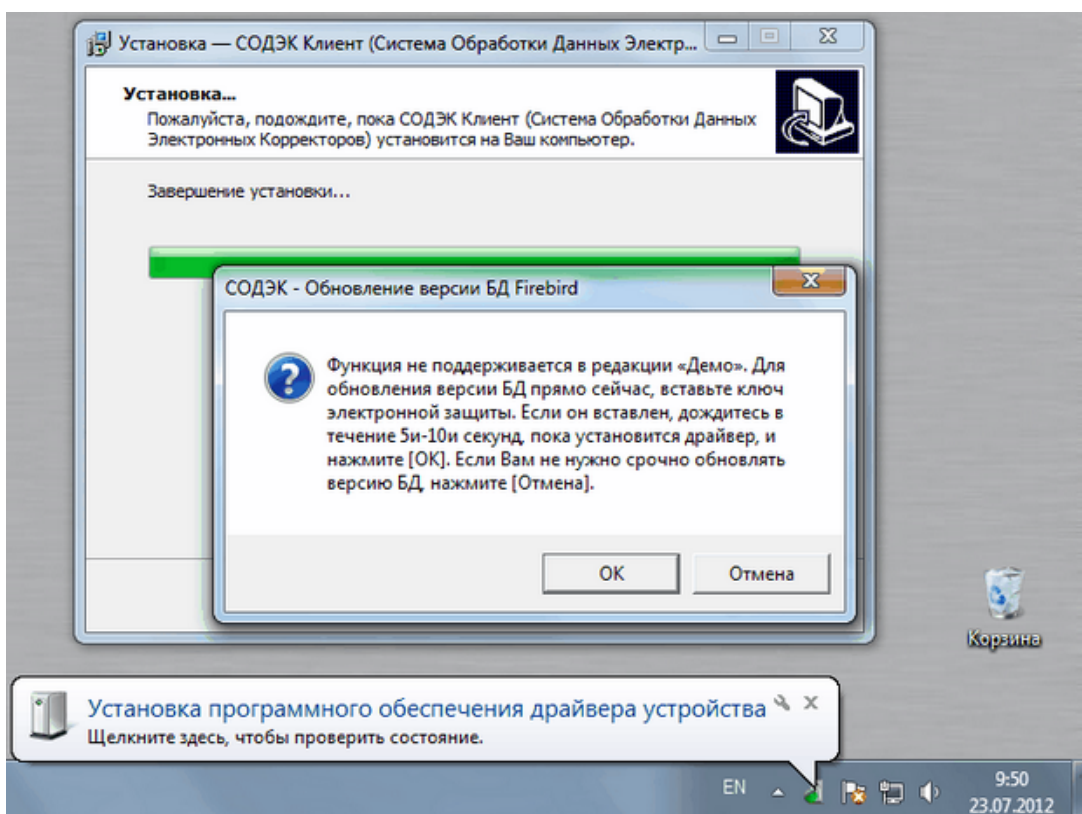 Установка — СОДЭК Клиент (Система Обработки Данных Электр...
Установка...
Пожалуйста, подождите, пока СОДЭК Клиент (Система Обработки Данных
Электронных Корректоров) установится на Ваш компьютер.
Завершение установки...
СОДЭК - Обновление версии БД Firebird
Функция не поддерживается в редакции «Демо». Для
обновления версии БД прямо сейчас, вставьте ключ
электронной защиты. Если он вставлен, дождитесь в
течение 5и-10и секунд, пока установится драйвер, и
нажмите [ОК]. Если Вам не нужно срочно обновлять
версию БД, нажмите [Отмена].
ОК
Отмена
Корзина
Установка программного обеспечения драйвера устройства
Щелкните здесь, чтобы проверить состояние.
EN
9:50
23.07.2012